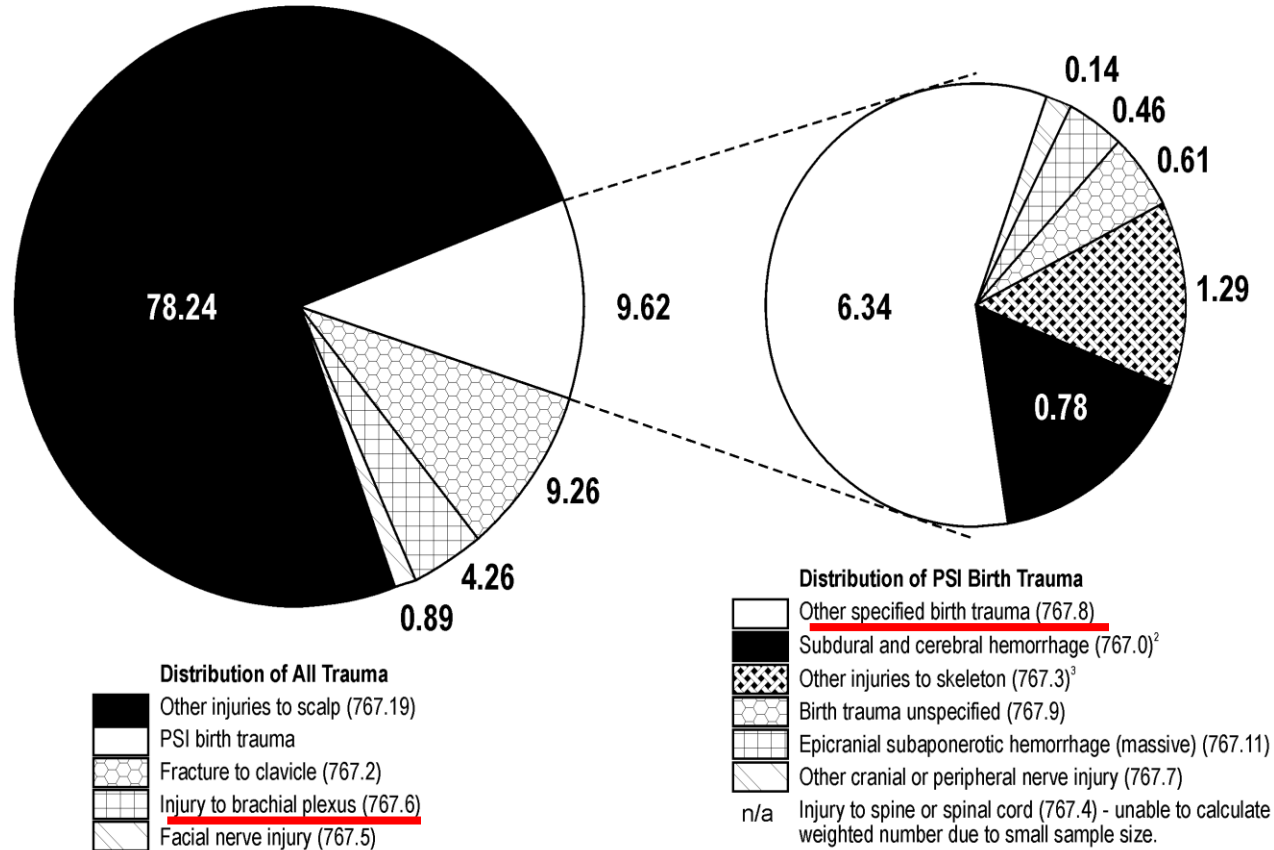 0.14
0.46
0.61
1.29
78.24
9.62
6.34
0.78
9.26
4.26
0.89
Distribution of All Trauma
Other injuries to scalp (767.19)
PSI birth trauma
Fracture to clavicle (767.2)
Injury to brachial plexus (767.6)
Facial nerve injury (767.5)
Distribution of PSI Birth Trauma
Other specified birth trauma (767.8)
Subdural and cerebral hemorrhage (767.0)²
Other injuries to skeleton (767.3)³
Birth trauma unspecified (767.9)
Epicranial subaponerotic hemorrhage (massive) (767.11)
Other cranial or peripheral nerve injury (767.7)
n/a Injury to spine or spinal cord (767.4) - unable to calculate
weighted number due to small sample size.